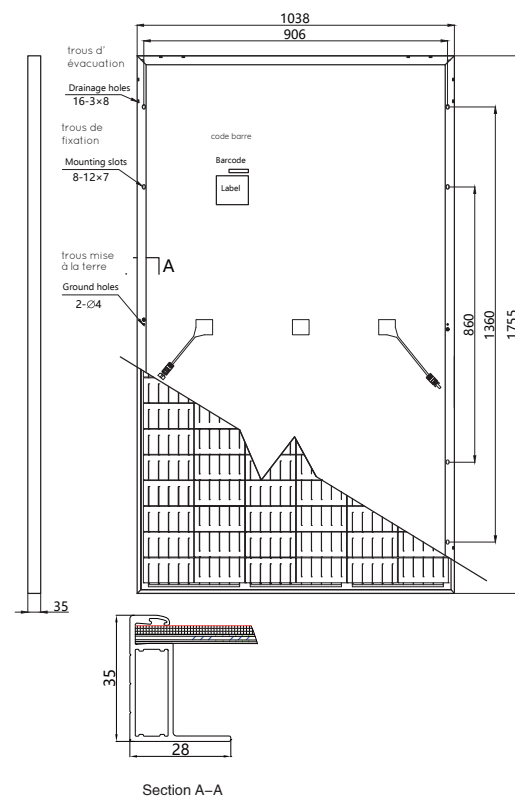 1038
906
trous d'
évacuation
Drainage holes
16-3×8
trous de
fixation
code barre
Mounting slots
8-12×7
Barcode
Label
trous mise
à la terre
A
Ground holes
2-∅4
860
1360
1755
35
35
28
Section A–A